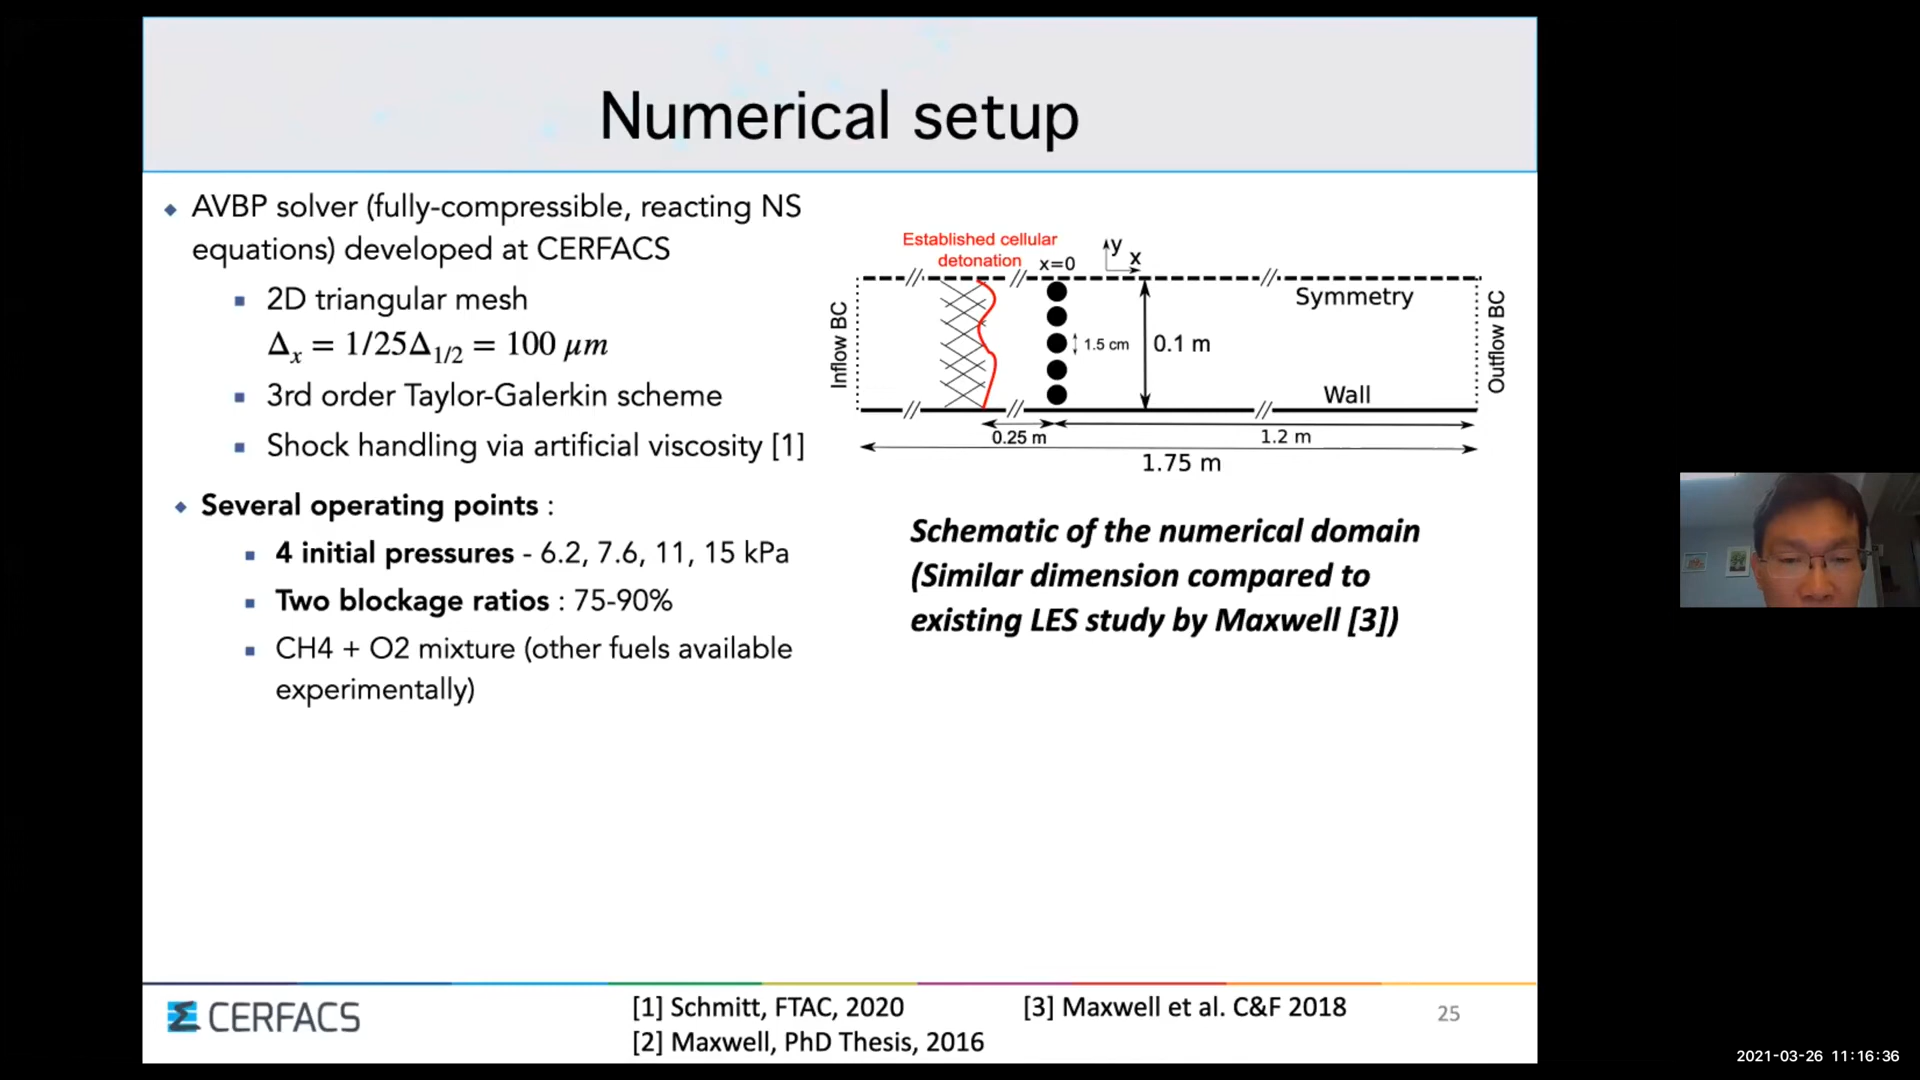 Numerical setup
AVBP solver (fully-compressible, reacting NS
equations) developed at CERFACS
2D triangular mesh
Δx = 1/25Δ1/2 = 100 μm
3rd order Taylor-Galerkin scheme
Shock handling via artificial viscosity [1]
Several operating points :
4 initial pressures - 6.2, 7.6, 11, 15 kPa
Two blockage ratios : 75-90%
CH4 + O2 mixture (other fuels available
experimentally)
Established cellular
detonation
x=0
y
x
Inflow BC
Symmetry
1.5 cm
0.1 m
Wall
Outflow BC
0.25 m
1.2 m
1.75 m
Schematic of the numerical domain
(Similar dimension compared to
existing LES study by Maxwell [3])
CERFACS
[1] Schmitt, FTAC, 2020
[2] Maxwell, PhD Thesis, 2016
[3] Maxwell et al. C&F 2018
25
2021-03-26 11:16:36